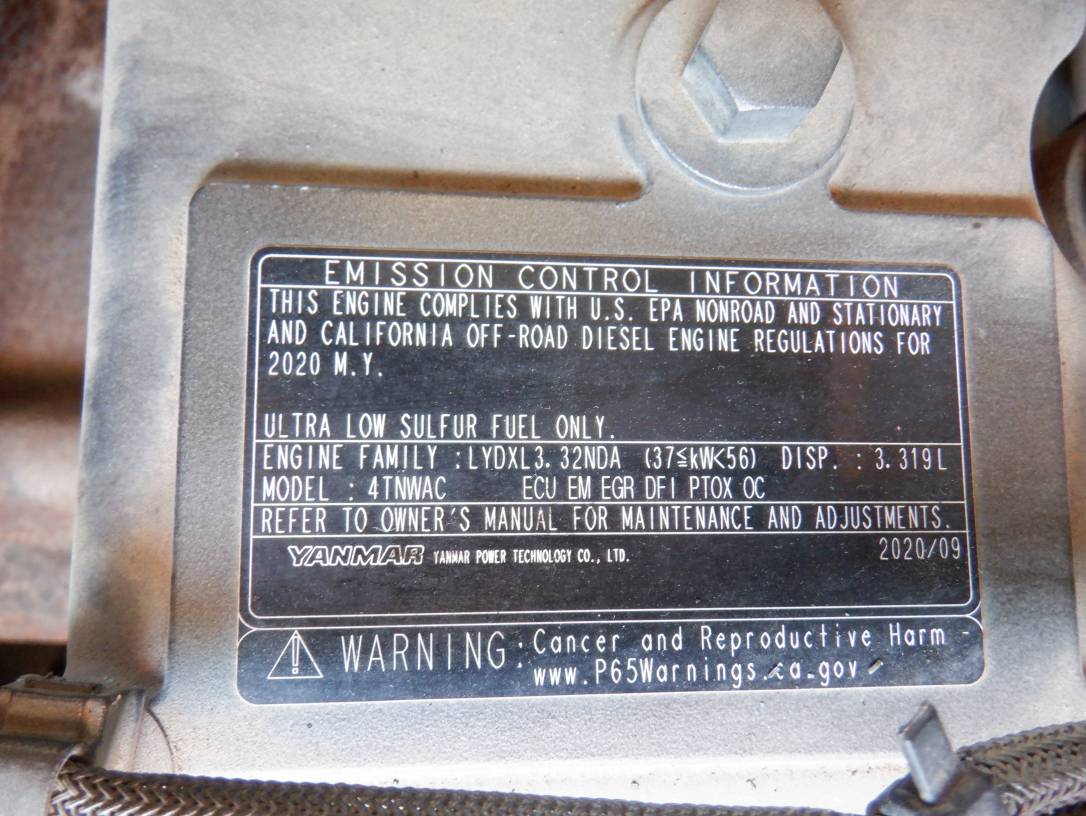 EMISSION CONTROL INFORMATION
THIS ENGINE COMPLIES WITH U.S. EPA NONROAD AND STATIONARY
AND CALIFORNIA OFF-ROAD DIESEL ENGINE REGULATIONS FOR
2020 M.Y.
ULTRA LOW SULFUR FUEL ONLY.
ENGINE FAMILY : LYDXL3.32NDA (37≦kW<56) DISP. : 3.319L
MODEL : 4TNWAC ECU EM EGR DFI PTOX OC
REFER TO OWNER'S MANUAL FOR MAINTENANCE AND ADJUSTMENTS.
YANMAR YANMAR POWER TECHNOLOGY CO., LTD. 2020/09
WARNING: Cancer and Reproductive Harm -
www.P65Warnings.ca.gov